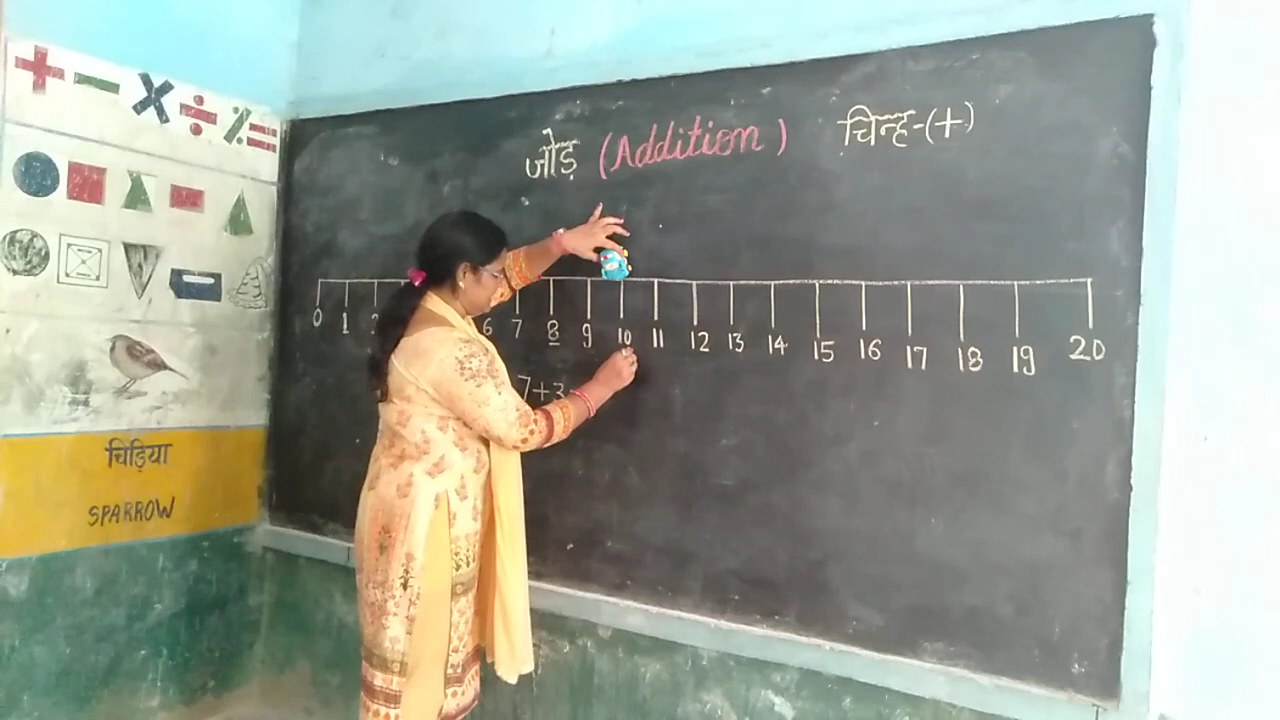 + - × ÷ % =
जोड़ (Addition) चिन्ह-(+)
0 1 2 6 7 8 9 10 11 12 13 14 15 16 17 18 19 20
7+3
चिड़िया
SPARROW